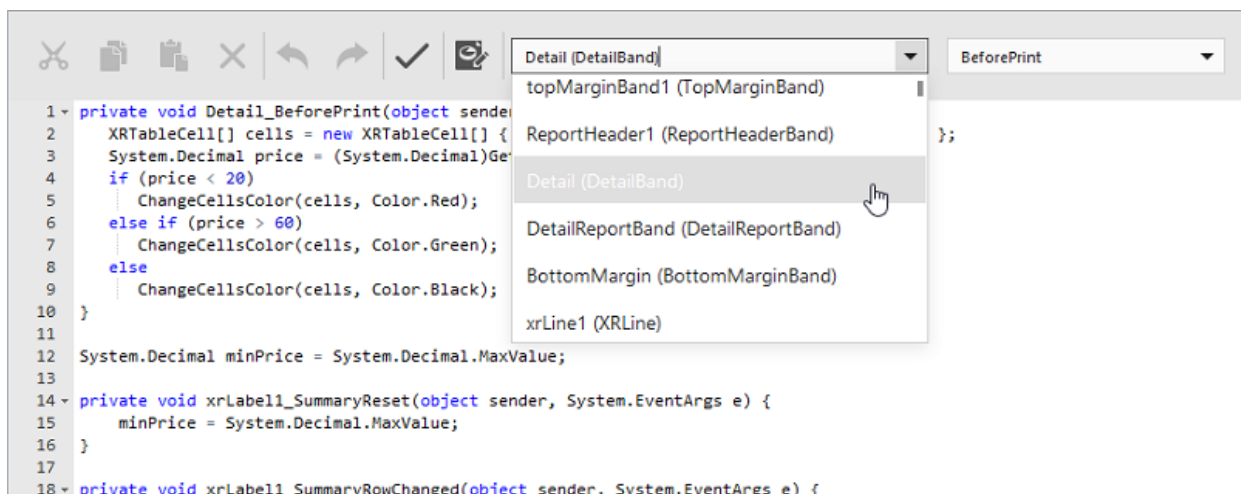 Detail (DetailBand) BeforePrint
topMarginBand1 (TopMarginBand)
ReportHeader1 (ReportHeaderBand)
Detail (DetailBand)
DetailReportBand (DetailReportBand)
BottomMargin (BottomMarginBand)
xrLine1 (XRLine)
1 private void Detail_BeforePrint(object sende
2 XRTableCell[] cells = new XRTableCell[] { };
3 System.Decimal price = (System.Decimal)Ge
4 if (price < 20)
5 ChangeCellsColor(cells, Color.Red);
6 else if (price > 60)
7 ChangeCellsColor(cells, Color.Green);
8 else
9 ChangeCellsColor(cells, Color.Black);
10 }
11
12 System.Decimal minPrice = System.Decimal.MaxValue;
13
14 private void xrLabel1_SummaryReset(object sender, System.EventArgs e) {
15 minPrice = System.Decimal.MaxValue;
16 }
17
18 private void xrLabel1_SummaryRowChanged(object sender, System.EventArgs e) {